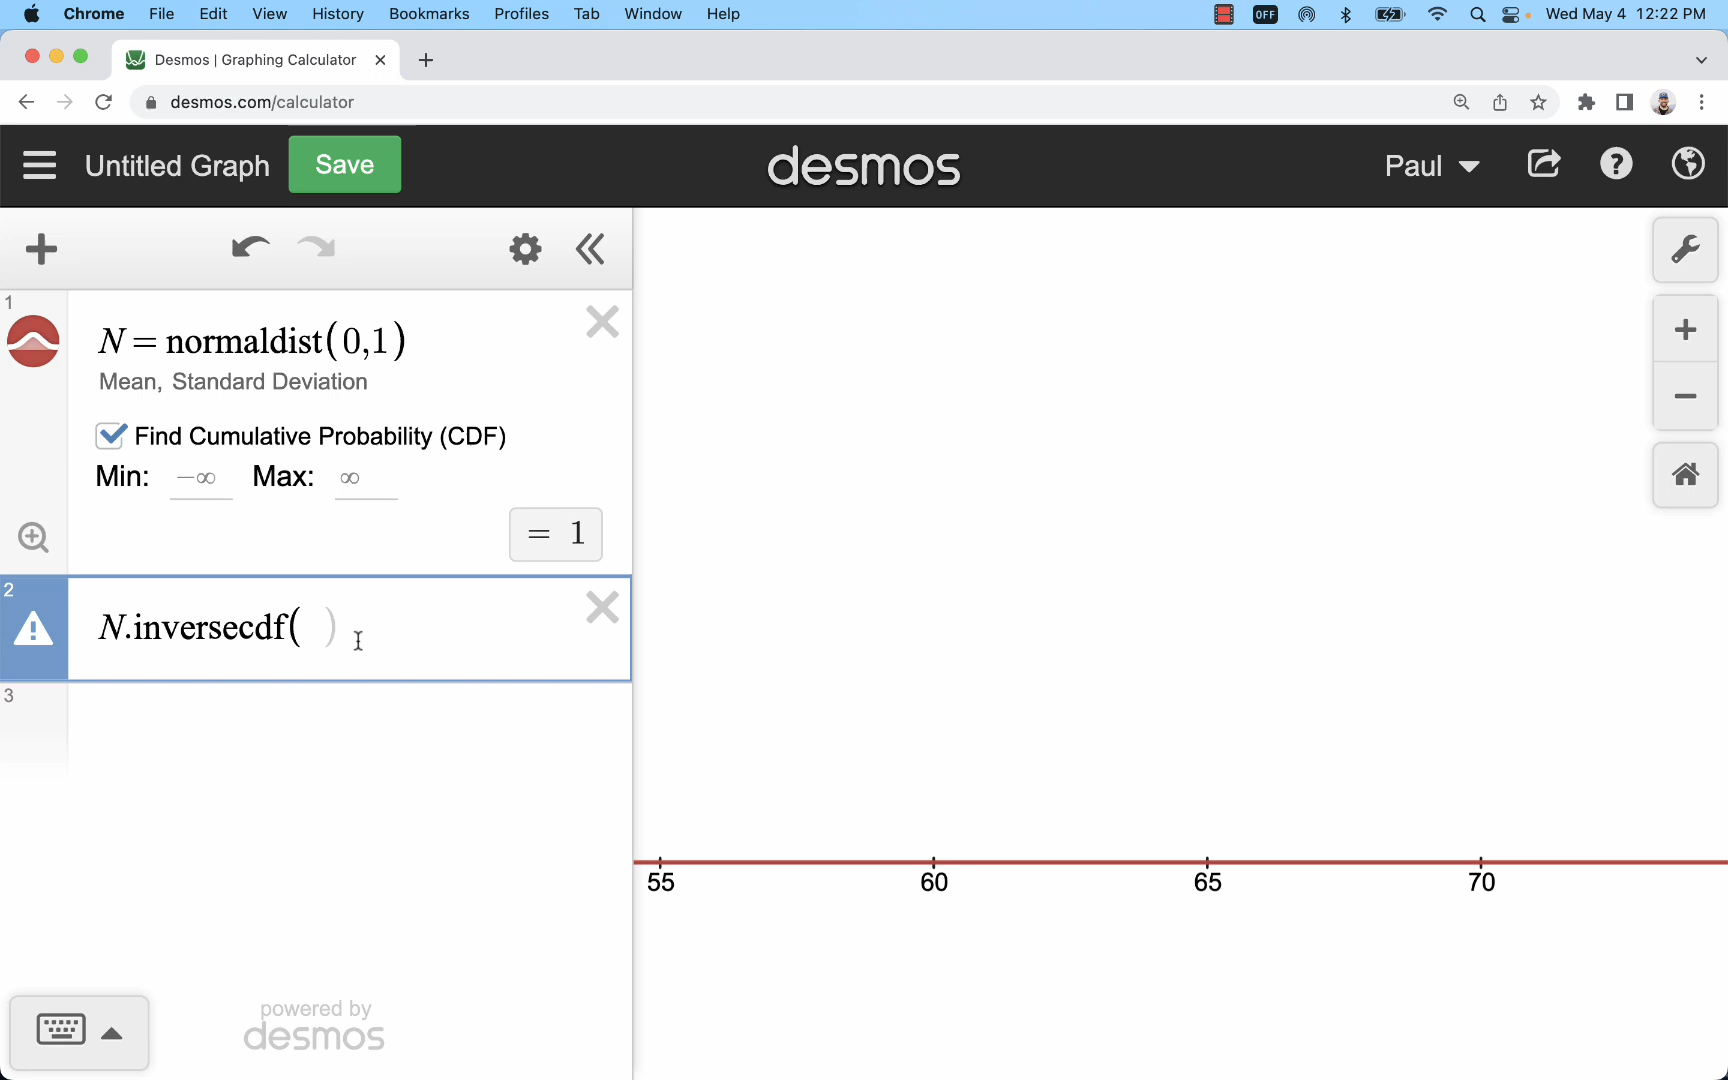 Chrome File Edit View History Bookmarks Profiles Tab Window Help OFF Wed May 4 12:22 PM
Desmos | Graphing Calculator
desmos.com/calculator
Untitled Graph Save desmos Paul
1
N = normaldist(0,1)
Mean, Standard Deviation
Find Cumulative Probability (CDF)
Min: −∞ Max: ∞
= 1
2
N.inversecdf( )
3
55 60 65 70
powered by
desmos